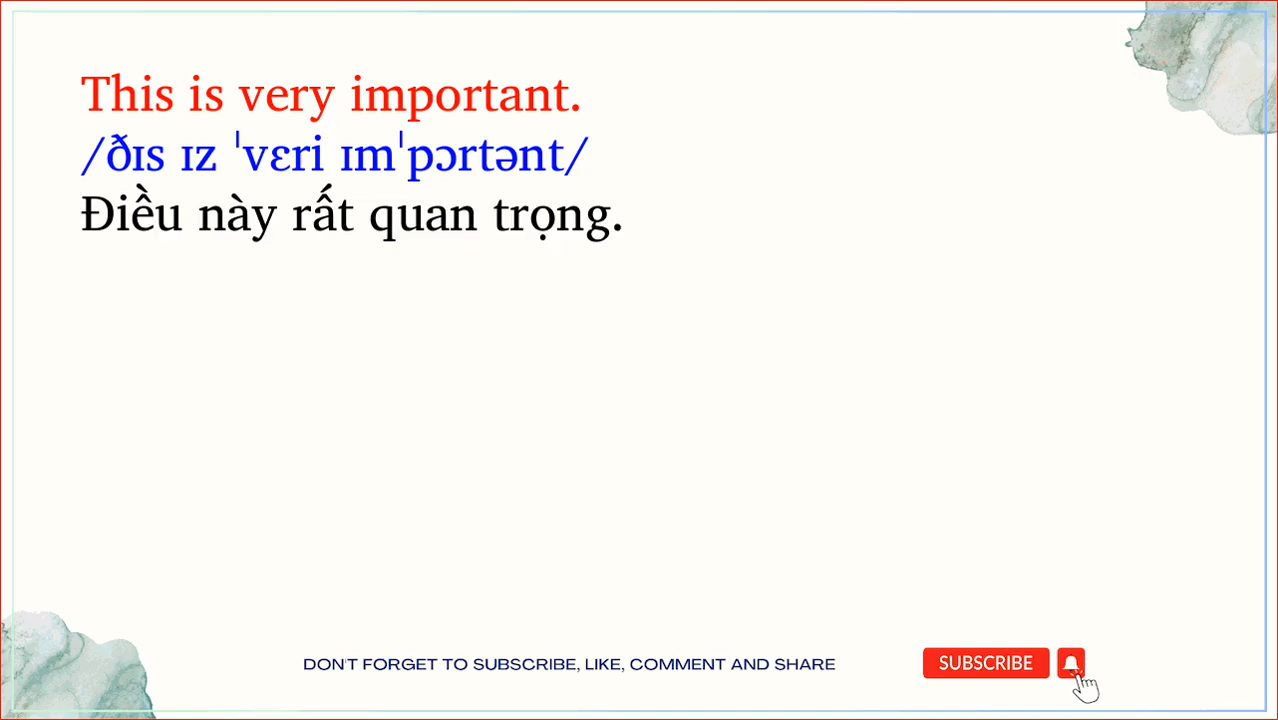 This is very important.
/ðɪs ɪz ˈvɛri ɪmˈpɔrtənt/
Điều này rất quan trọng.
DON'T FORGET TO SUBSCRIBE, LIKE, COMMENT AND SHARE
SUBSCRIBE